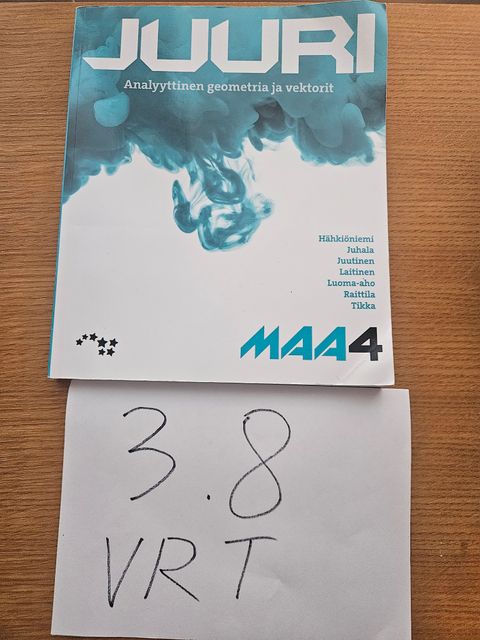 JUURI
Analyyttinen geometria ja vektorit
Hähkiöniemi
Juhala
Juutinen
Laitinen
Luoma-aho
Raittila
Tikka
MAA4
3.8
VRT